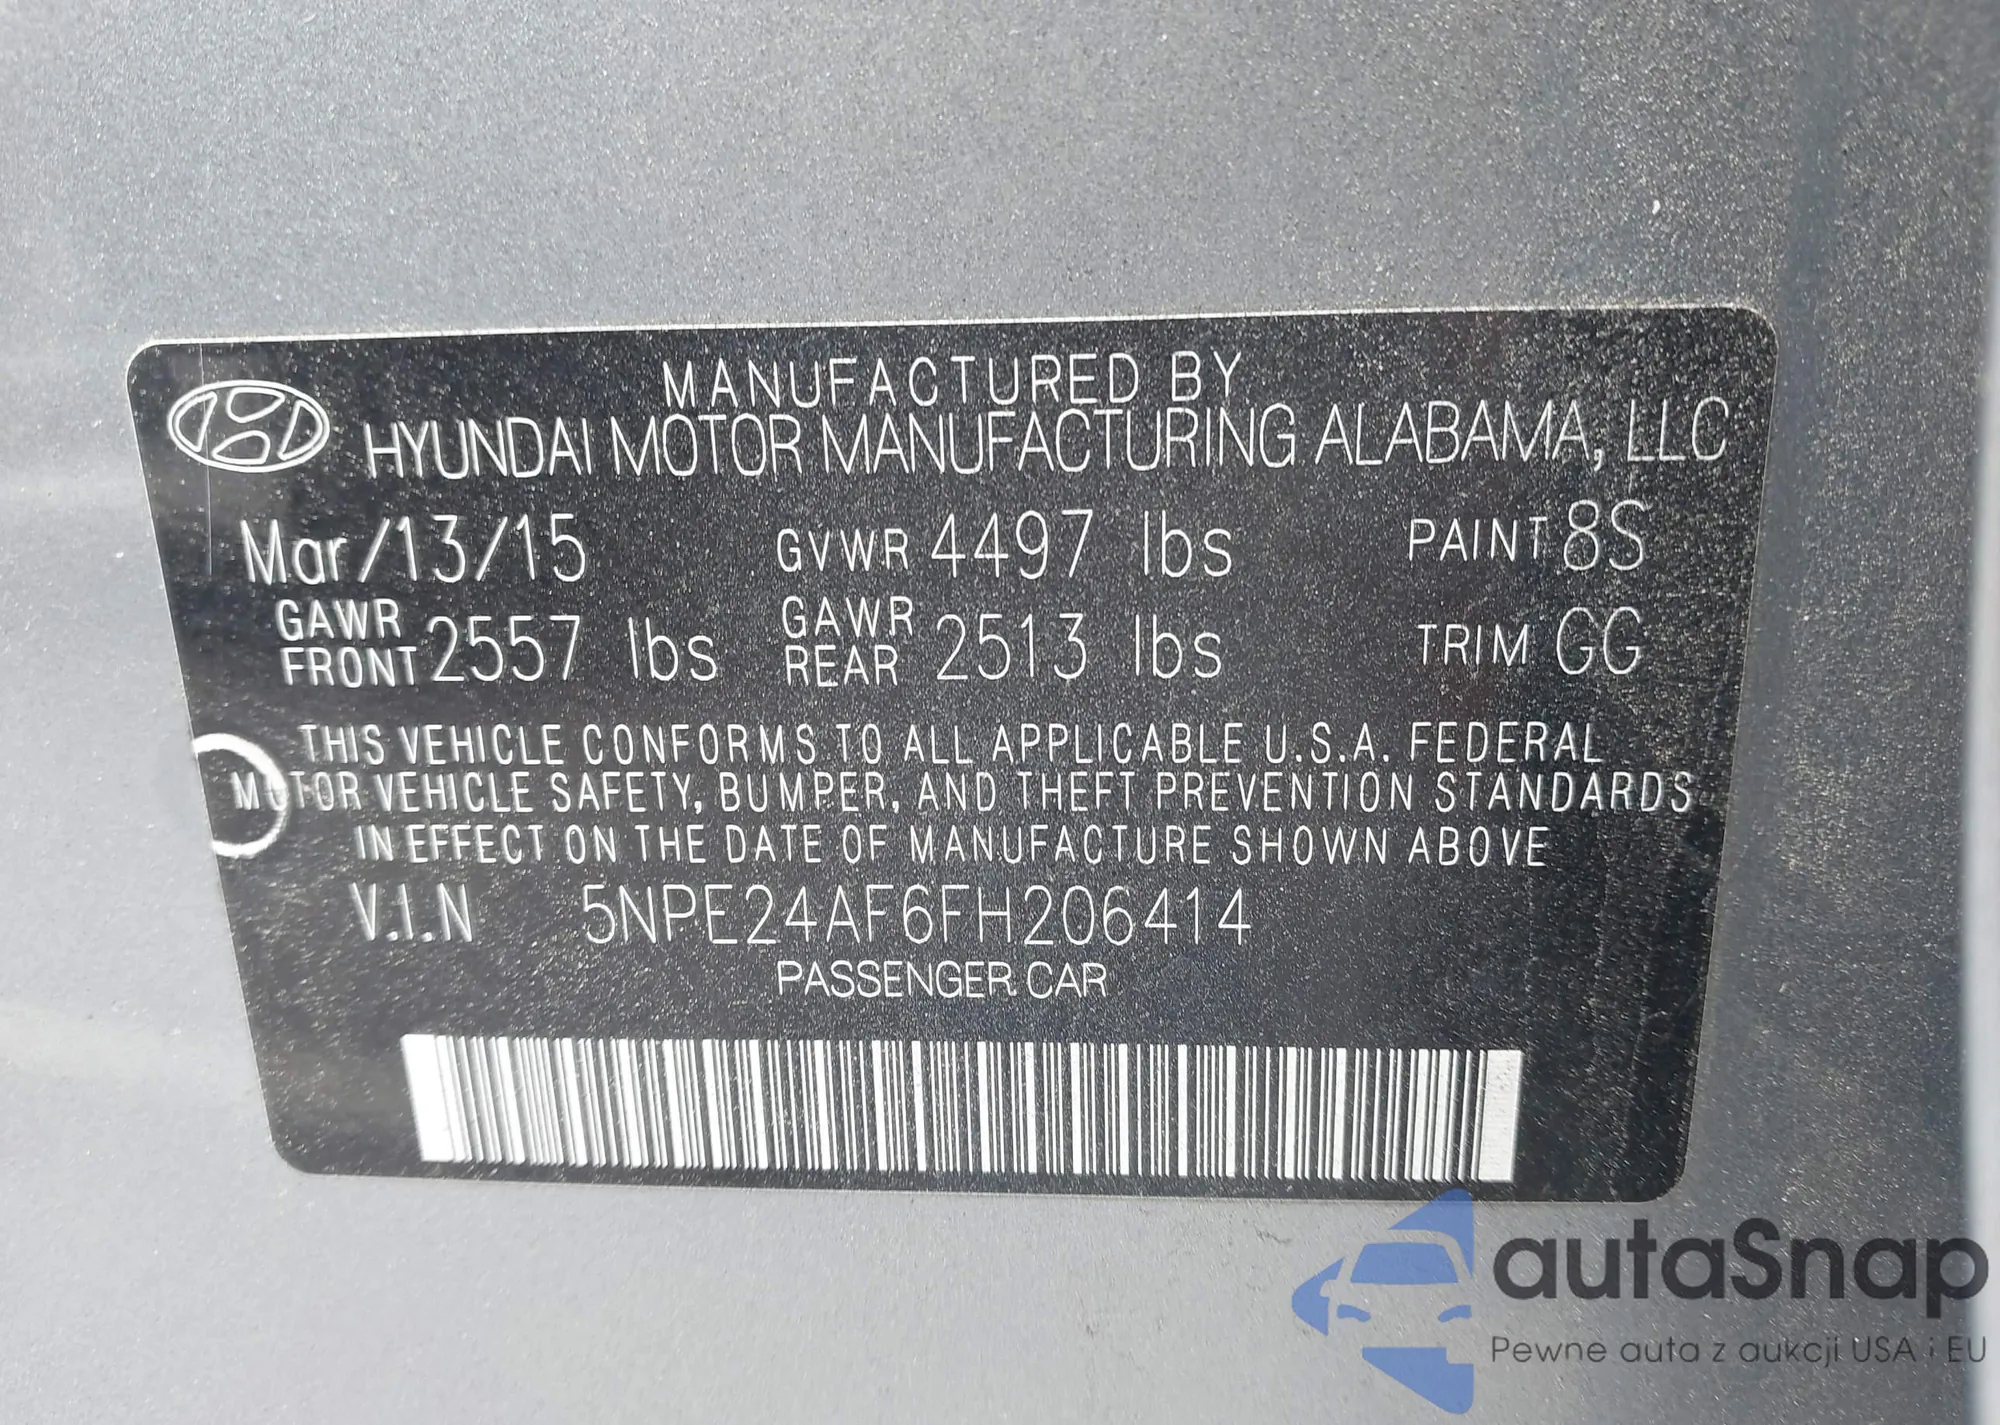 MANUFACTURED BY
HYUNDAI MOTOR MANUFACTURING ALABAMA, LLC
Mar/13/15 GVWR 4497 lbs PAINT 8S
GAWR FRONT 2557 lbs GAWR REAR 2513 lbs TRIM GG
THIS VEHICLE CONFORMS TO ALL APPLICABLE U.S.A. FEDERAL
MOTOR VEHICLE SAFETY, BUMPER, AND THEFT PREVENTION STANDARDS
IN EFFECT ON THE DATE OF MANUFACTURE SHOWN ABOVE
V.I.N 5NPE24AF6FH206414
PASSENGER CAR
autaSnap
Pewne auta z aukcji USA i EU